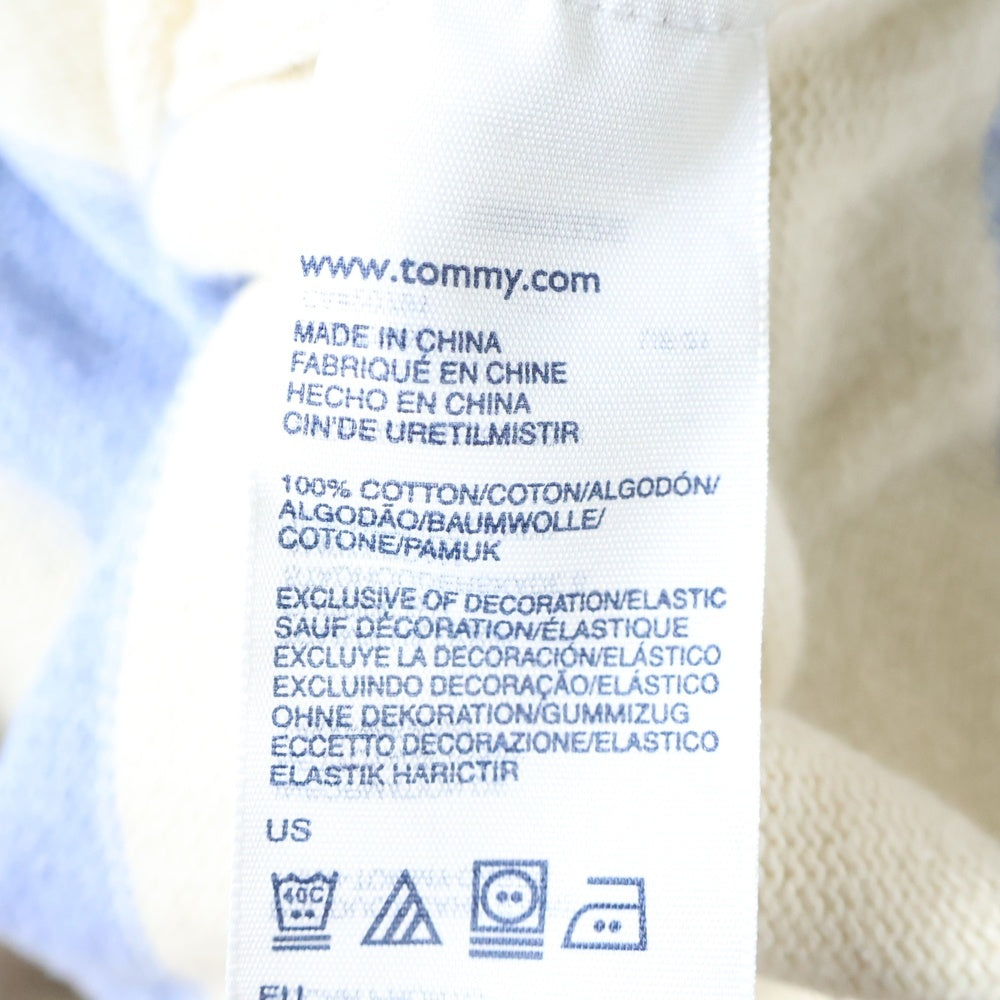 www.tommy.com
MADE IN CHINA
FABRIQUÉ EN CHINE
HECHO EN CHINA
CIN'DE URETILMISTIR
100% COTTON/COTON/ALGODÓN/
ALGODÃO/BAUMWOLLE/
COTONE/PAMUK
EXCLUSIVE OF DECORATION/ELASTIC
SAUF DÉCORATION/ÉLASTIQUE
EXCLUYE LA DECORACIÓN/ELÁSTICO
EXCLUINDO DECORAÇÃO/ELÁSTICO
OHNE DEKORATION/GUMMIZUG
ECCETTO DECORAZIONE/ELASTICO
ELASTIK HARICTIR
US
40C